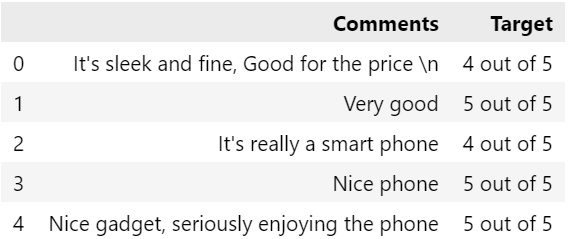 Comments Target
0 It's sleek and fine, Good for the price \n 4 out of 5
1 Very good 5 out of 5
2 It's really a smart phone 4 out of 5
3 Nice phone 5 out of 5
4 Nice gadget, seriously enjoying the phone 5 out of 5